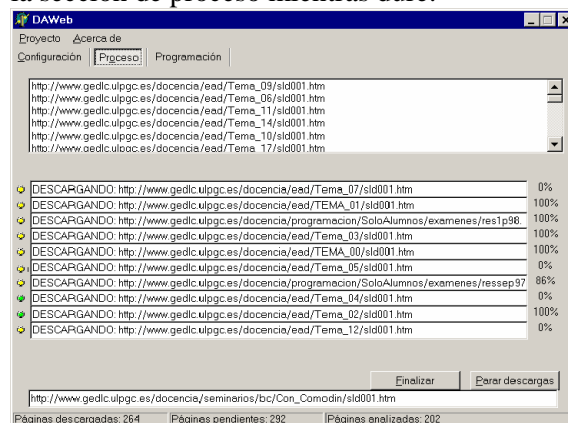 la sección de proceso mientras dure.
DAWeb
Proyecto Acerca de
Configuración Proceso Programación
http://www.gedlc.ulpgc.es/docencia/ead/Tema_09/sld001.htm
http://www.gedlc.ulpgc.es/docencia/ead/Tema_06/sld001.htm
http://www.gedlc.ulpgc.es/docencia/ead/Tema_11/sld001.htm
http://www.gedlc.ulpgc.es/docencia/ead/Tema_14/sld001.htm
http://www.gedlc.ulpgc.es/docencia/ead/Tema_10/sld001.htm
http://www.gedlc.ulpgc.es/docencia/ead/Tema_17/sld001.htm
DESCARGANDO: http://www.gedlc.ulpgc.es/docencia/ead/Tema_07/sld001.htm 0%
DESCARGANDO: http://www.gedlc.ulpgc.es/docencia/ead/TEMA_01/sld001.htm 100%
DESCARGANDO: http://www.gedlc.ulpgc.es/docencia/programacion/SoloAlumnos/examenes/res1p98. 100%
DESCARGANDO: http://www.gedlc.ulpgc.es/docencia/ead/Tema_03/sld001.htm 100%
DESCARGANDO: http://www.gedlc.ulpgc.es/docencia/ead/TEMA_00/sld001.htm 100%
DESCARGANDO: http://www.gedlc.ulpgc.es/docencia/ead/Tema_05/sld001.htm 0%
DESCARGANDO: http://www.gedlc.ulpgc.es/docencia/programacion/SoloAlumnos/examenes/ressep97 86%
DESCARGANDO: http://www.gedlc.ulpgc.es/docencia/ead/Tema_04/sld001.htm 0%
DESCARGANDO: http://www.gedlc.ulpgc.es/docencia/ead/Tema_02/sld001.htm 100%
DESCARGANDO: http://www.gedlc.ulpgc.es/docencia/ead/Tema_12/sld001.htm 0%
Finalizar Parar descargas
http://www.gedlc.ulpgc.es/docencia/seminarios/bc/Con_Comodin/sld001.htm
Páginas descargadas: 264 Páginas pendientes: 292 Páginas analizadas: 202